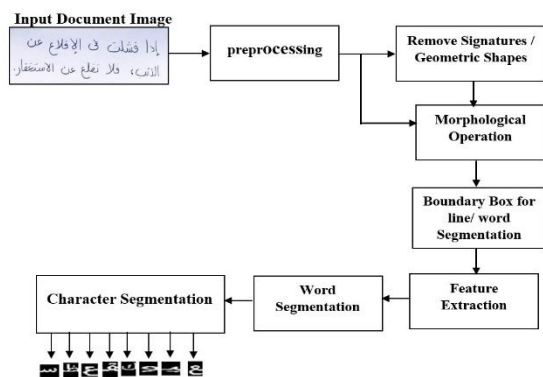 Input Document Image
إذا فشلت فى الإقلاع عن
الذنب، فلا تقلع عن الاستغفار.
preprocessing
Remove Signatures /
Geometric Shapes
Morphological
Operation
Boundary Box for
line/ word
Segmentation
Feature
Extraction
Word
Segmentation
Character Segmentation